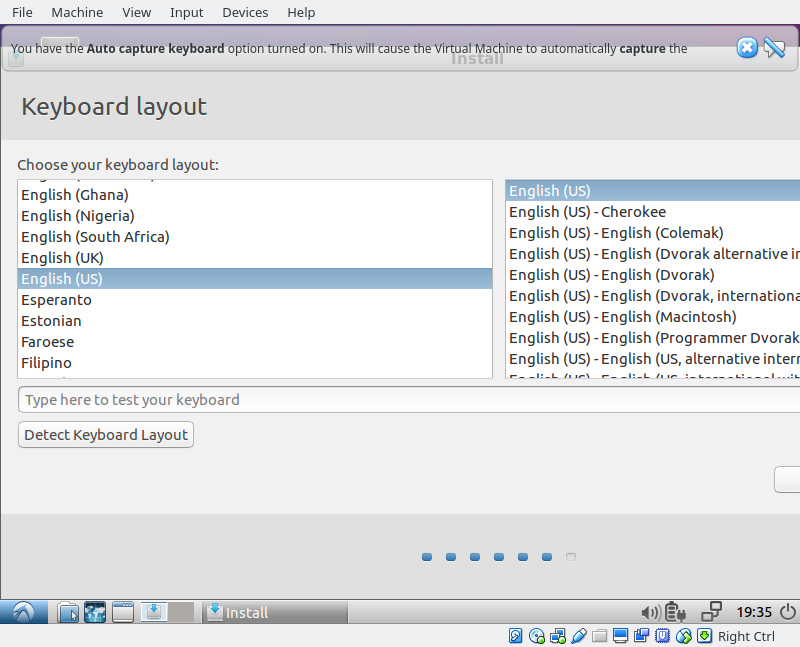 File Machine View Input Devices Help
You have the Auto capture keyboard option turned on. This will cause the Virtual Machine to automatically capture the
Install
Keyboard layout
Choose your keyboard layout:
English (Ghana)
English (Nigeria)
English (South Africa)
English (UK)
English (US)
Esperanto
Estonian
Faroese
Filipino
English (US)
English (US) - Cherokee
English (US) - English (Colemak)
English (US) - English (Dvorak alternative in
English (US) - English (Dvorak)
English (US) - English (Dvorak, internationa
English (US) - English (Macintosh)
English (US) - English (Programmer Dvorak
English (US) - English (US, alternative intern
Type here to test your keyboard
Detect Keyboard Layout
Install
19:35
Right Ctrl